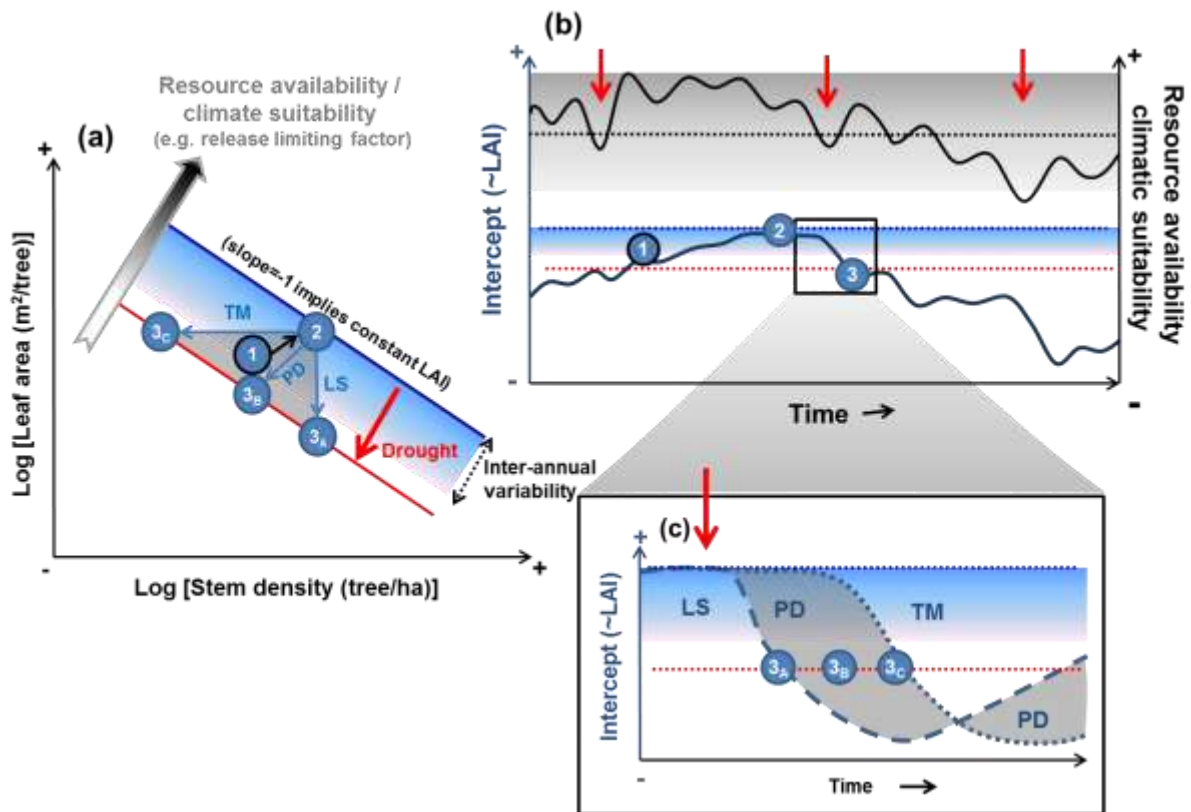 Resource availability /
climate suitability
(e.g. release limiting factor)
(a)
+
Log [Leaf area (m²/tree)]
(slope=-1 implies constant LAI)
TM
3C
1
2
PD
LS
3B
3A
Drought
Inter-annual
variability
-
Log [Stem density (tree/ha)]
+
(b)
+
Intercept (~LAI)
-
1
2
3
Time
+
Resource availability
climatic suitability
-
(c)
+
Intercept (~LAI)
-
LS
PD
TM
3A
3B
3C
PD
Time